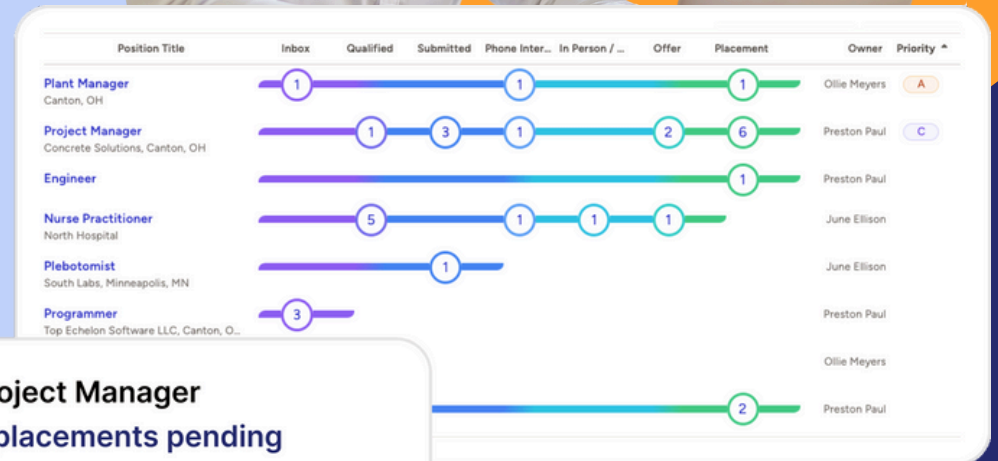 Position Title Inbox Qualified Submitted Phone Inter... In Person / ... Offer Placement Owner Priority
Plant Manager 1 1 1 Ollie Meyers A
Canton, OH
Project Manager 1 3 1 2 6 Preston Paul C
Concrete Solutions, Canton, OH
Engineer 1 Preston Paul
Nurse Practitioner 5 1 1 1 June Ellison
North Hospital
Plebotomist 1 June Ellison
South Labs, Minneapolis, MN
Programmer 3 Preston Paul
Top Echelon Software LLC, Canton, O...
Ollie Meyers
2 Preston Paul
oject Manager
placements pending